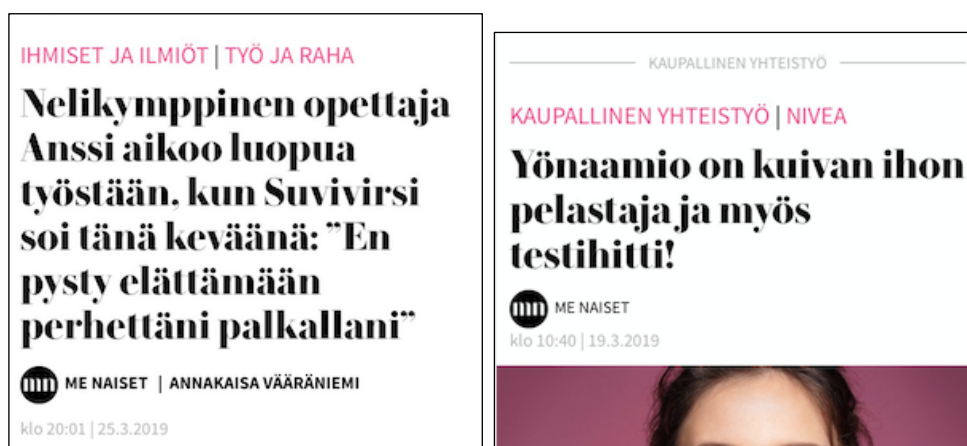 IHMISET JA ILMIÖT | TYÖ JA RAHA
Nelikymppinen opettaja
Anssi aikoo luopua
työstään, kun Suvivirsi
soi tänä keväänä: ”En
pysty elättämään
perhettäni palkallani”
mn ME NAISET | ANNAKAISA VÄÄRÄNIEMI
klo 20:01 | 25.3.2019
KAUPALLINEN YHTEISTYÖ
KAUPALLINEN YHTEISTYÖ | NIVEA
Yönaamio on kuivan ihon
pelastaja ja myös
testihitti!
mn ME NAISET
klo 10:40 | 19.3.2019